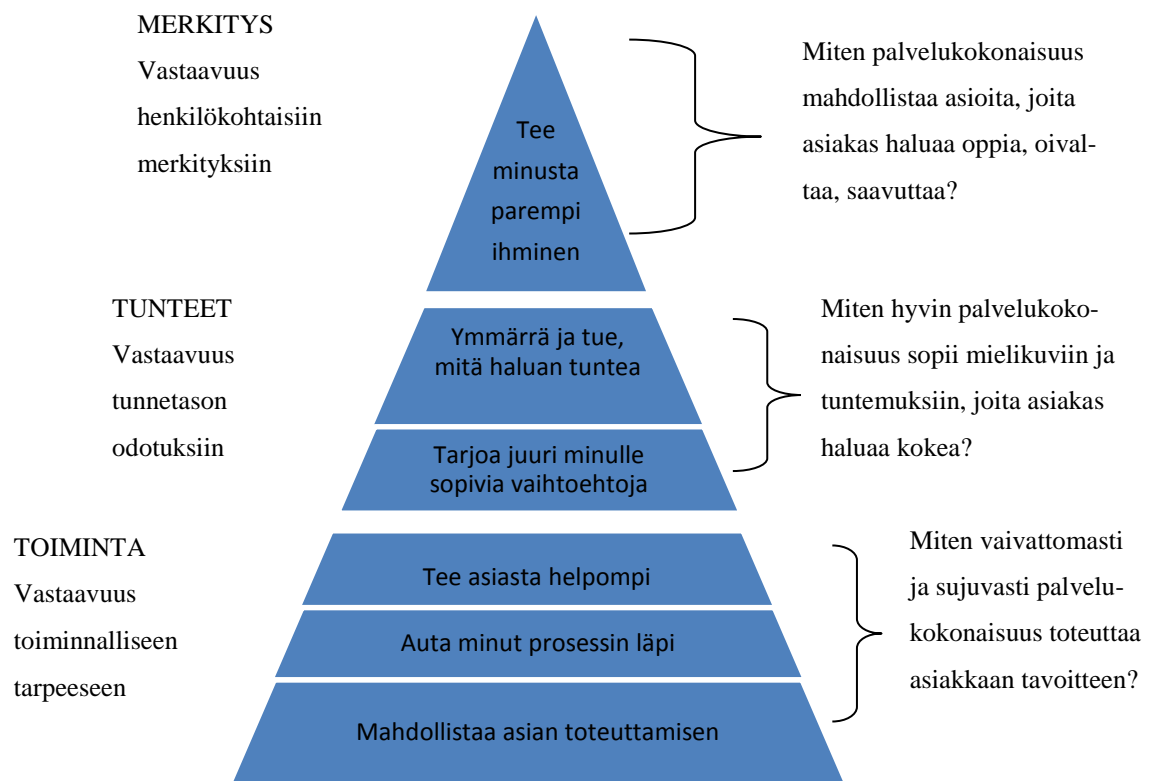 MERKITYS
Vastaavuus
henkilökohtaisiin
merkityksiin
Tee
minusta
parempi
ihminen
Miten palvelukokonaisuus
mahdollistaa asioita, joita
asiakas haluaa oppia, oival-
taa, saavuttaa?
TUNTEET
Vastaavuus
tunnetason
odotuksiin
Ymmärrä ja tue,
mitä haluan tuntea
Tarjoa juuri minulle
sopivia vaihtoehtoja
Miten hyvin palvelukoko-
naisuus sopii mielikuviin ja
tuntemuksiin, joita asiakas
haluaa kokea?
TOIMINTA
Vastaavuus
toiminnalliseen
tarpeeseen
Tee asiasta helpompi
Auta minut prosessin läpi
Mahdollistaa asian toteuttamisen
Miten vaivattomasti
ja sujuvasti palvelu-
kokonaisuus toteuttaa
asiakkaan tavoitteen?